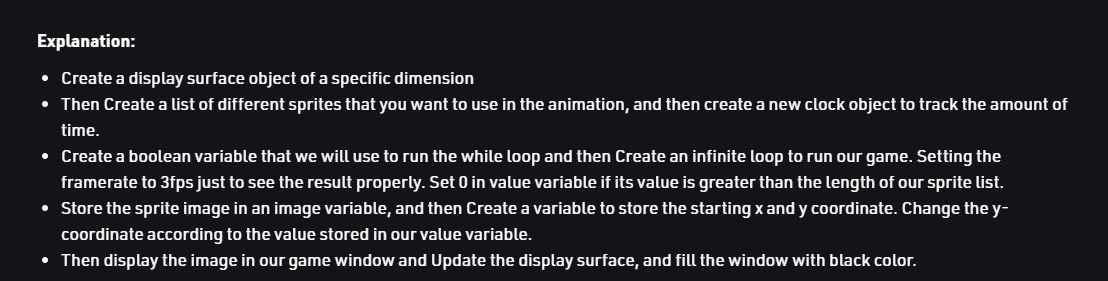 Explanation:
• Create a display surface object of a specific dimension
• Then Create a list of different sprites that you want to use in the animation, and then create a new clock object to track the amount of
time.
• Create a boolean variable that we will use to run the while loop and then Create an infinite loop to run our game. Setting the
framerate to 3fps just to see the result properly. Set 0 in value variable if its value is greater than the length of our sprite list.
• Store the sprite image in an image variable, and then Create a variable to store the starting x and y coordinate. Change the y-
coordinate according to the value stored in our value variable.
• Then display the image in our game window and Update the display surface, and fill the window with black color.